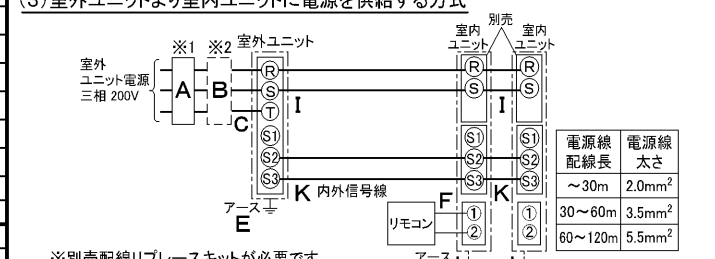 (3)室外ユニットより室内ユニットに電源を供給する方式
別売
※1 ※2 室外ユニット
室内
ユニット
室内
ユニット
室外
ユニット電源
三相 200V
A
B
C
R
S
T
I
R
S
I
R
S
S1
S2
S3
S1
S2
S3
S1
S2
S3
K 内外信号線
K
アース
E
F
リモコン
①
②
①
②
アース
電源線
配線長
電源線
太さ
~30m 2.0mm²
30~60m 3.5mm²
60~120m 5.5mm²
※別売配線リプレースキットが必要です